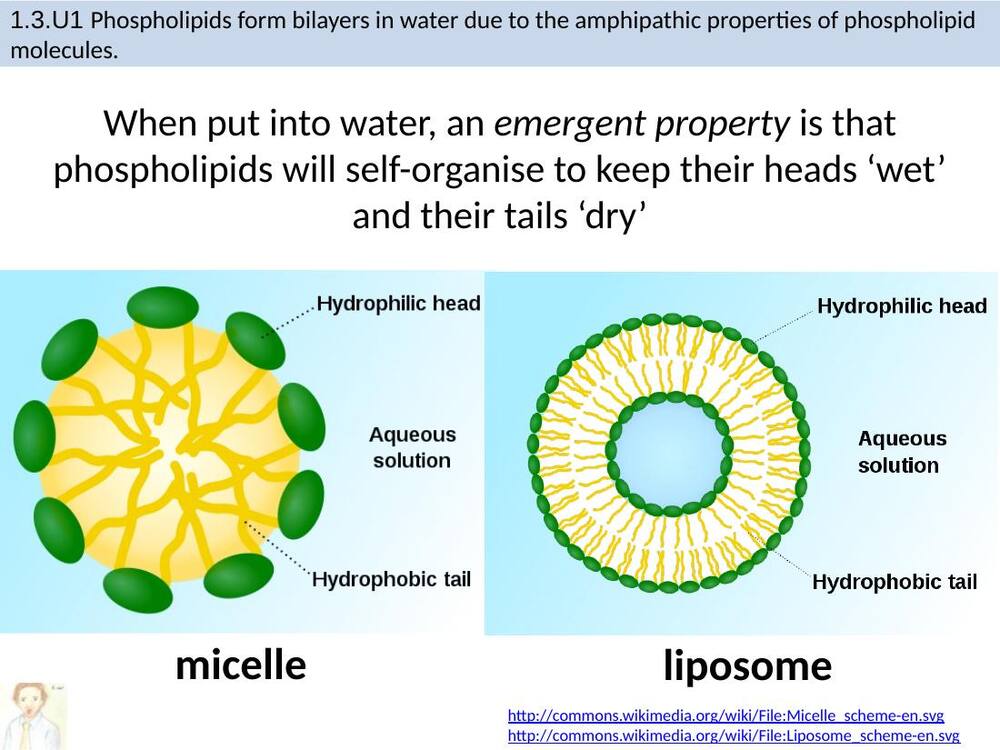 1.3.U1 Phospholipids form bilayers in water due to the amphipathic properties of phospholipid
molecules.
When put into water, an emergent property is that
phospholipids will self-organise to keep their heads ‘wet’
and their tails ‘dry’
Hydrophilic head
Aqueous
solution
Hydrophobic tail
micelle
Hydrophilic head
Aqueous
solution
Hydrophobic tail
liposome
http://commons.wikimedia.org/wiki/File:Micelle_scheme-en.svg
http://commons.wikimedia.org/wiki/File:Liposome_scheme-en.svg